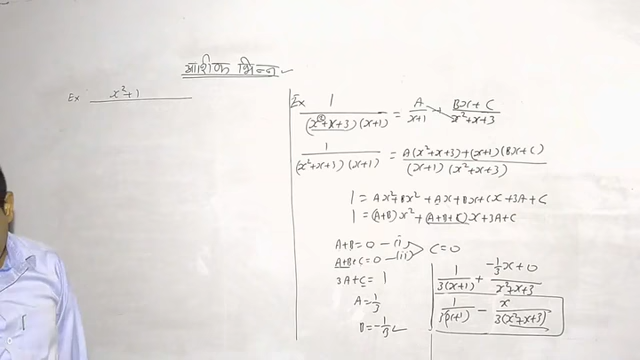 आंशिक भिन्न
Ex x²+1
Ex 1/((x²+x+3)(x+1)) = A/(x+1) + (Bx+C)/(x²+x+3)
1/((x²+x+3)(x+1)) = (A(x²+x+3)+(x+1)(Bx+C))/((x+1)(x²+x+3))
1 = Ax²+Bx²+Ax+Bx+Cx+3A+C
1 = (A+B)x²+(A+B+C)x+3A+C
A+B=0 – (i)
A+B+C=0 – (ii)
C=0
3A+C=1
A=1/3
B=-1/3
1/(3(x+1)) + (-1/3x+0)/(x²+x+3)
1/(3(x+1)) - x/(3(x²+x+3))